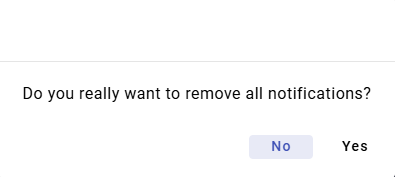 Do you really want to remove all notifications?
No Yes